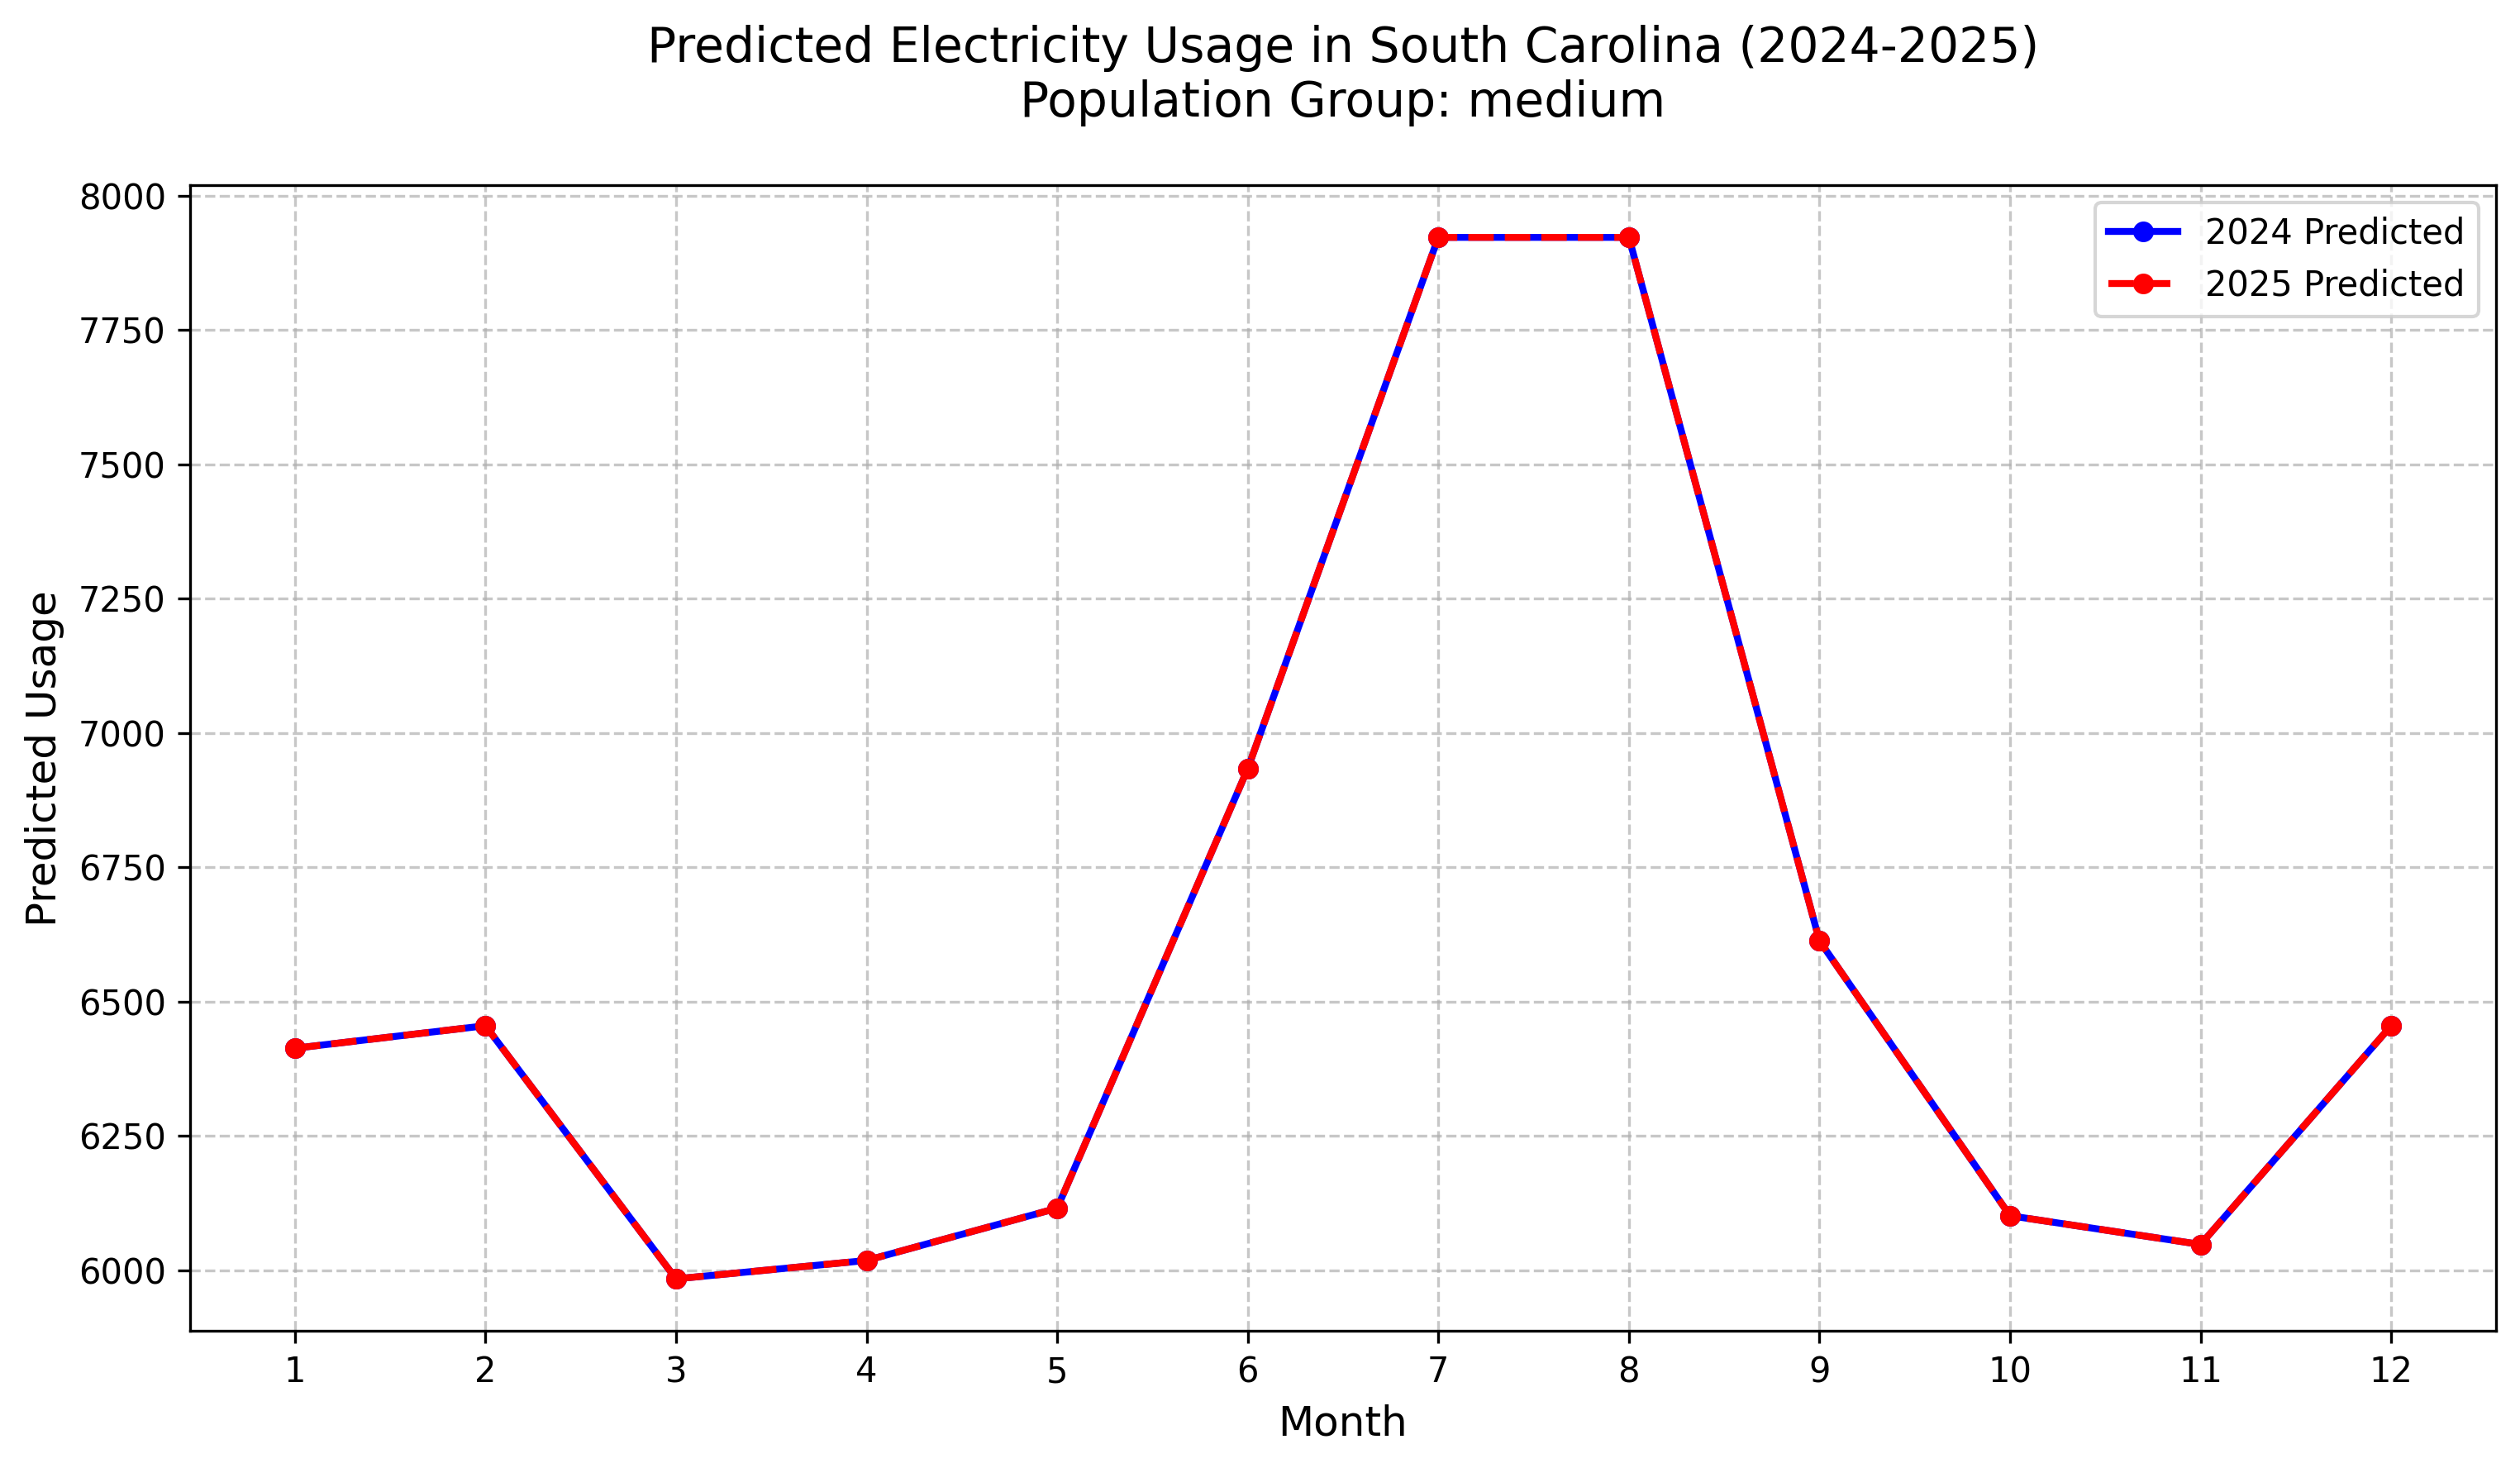 Predicted Electricity Usage in South Carolina (2024-2025)
Population Group: medium
8000
7750
7500
7250
7000
6750
6500
6250
6000
Predicted Usage
2024 Predicted
2025 Predicted
1 2 3 4 5 6 7 8 9 10 11 12
Month